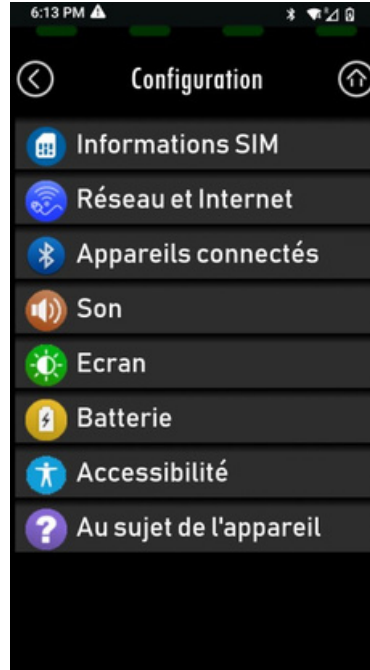 6:13 PM
Configuration
Informations SIM
Réseau et Internet
Appareils connectés
Son
Ecran
Batterie
Accessibilité
Au sujet de l'appareil